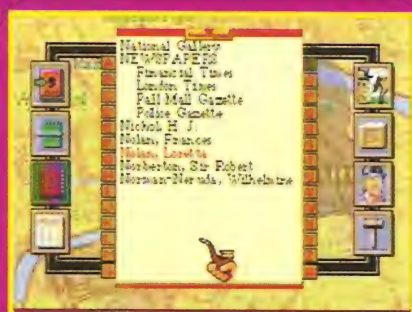 National Gallery
NEWSPAPERS
Financial Times
London Times
Pall Mall Gazette
Police Gazette
Nichol H. J.
Nolan, Frances
Nolan, Loretta
Norberton, Sir Robert
Norman-Neruda, Wilhelmine